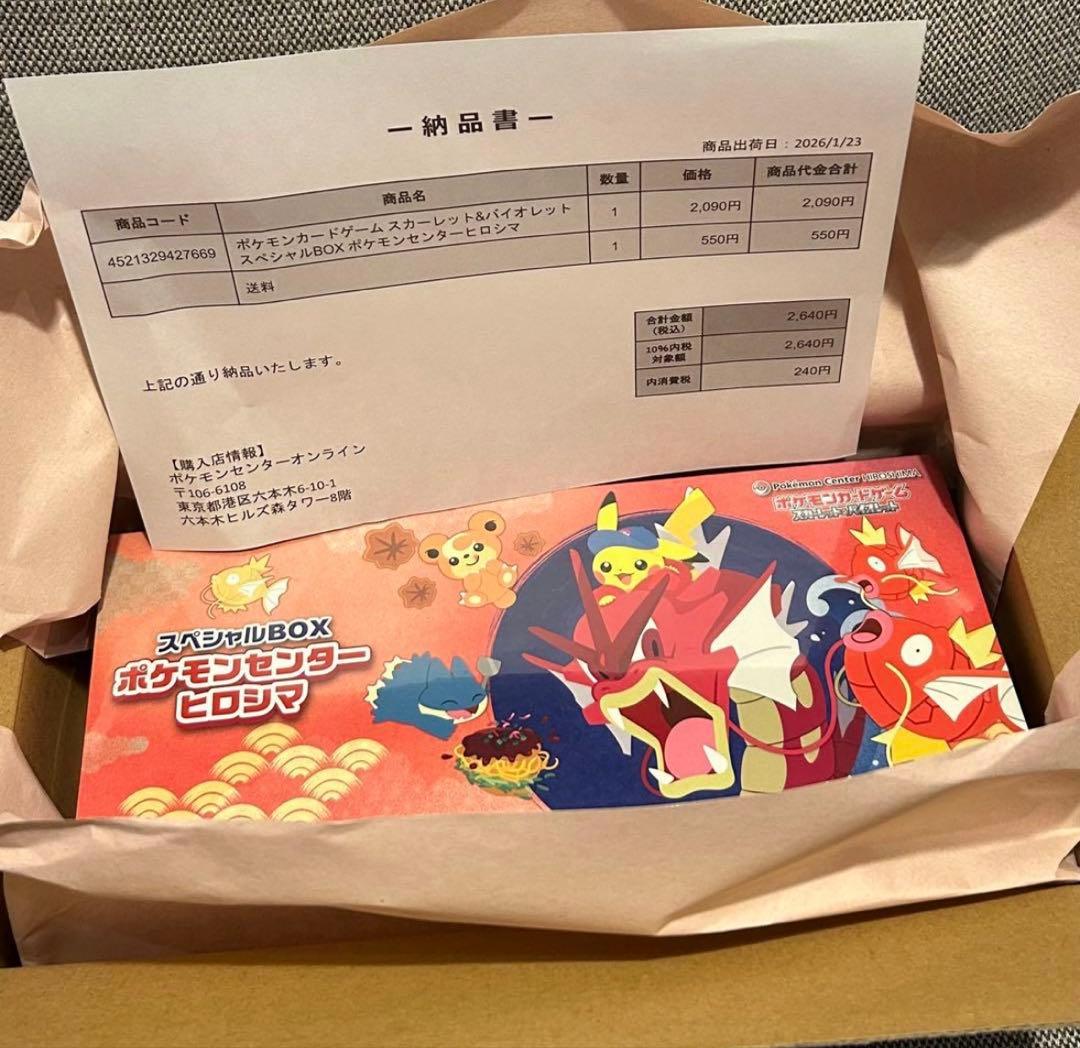 ー納品書ー
商品出荷日：2026/1/23
商品コード 商品名 数量 価格 商品代金合計
4521329427669 ポケモンカードゲーム スカーレット&バイオレット 1 2,090円 2,090円
スペシャルBOX ポケモンセンターヒロシマ
送料 1 550円 550円
合計金額 2,640円
（税込）
10%内税 2,640円
対象額
内消費税 240円
上記の通り納品いたします。
【購入店情報】
ポケモンセンターオンライン
〒106-6108
東京都港区六本木6-10-1
六本木ヒルズ森タワー8階
Pokémon Center HIROSHIMA
ポケモンカードゲーム
スカーレット&バイオレット
スペシャルBOX
ポケモンセンター
ヒロシマ